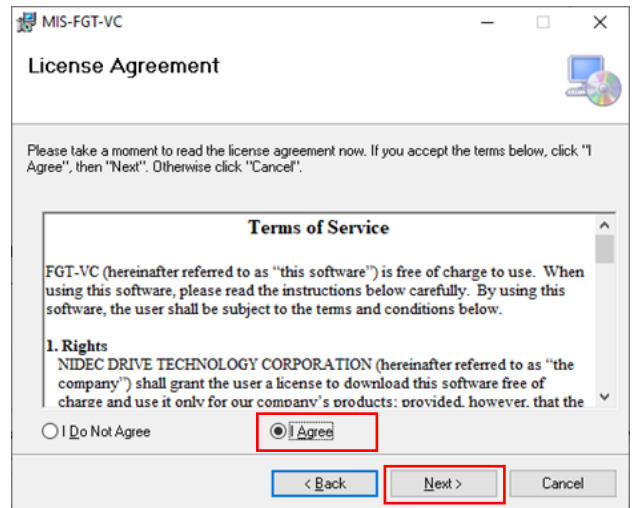 MIS-FGT-VC
License Agreement
Please take a moment to read the license agreement now. If you accept the terms below, click "I
Agree", then "Next". Otherwise click "Cancel".
Terms of Service
FGT-VC (hereinafter referred to as “this software”) is free of charge to use. When
using this software, please read the instructions below carefully. By using this
software, the user shall be subject to the terms and conditions below.
1. Rights
NIDEC DRIVE TECHNOLOGY CORPORATION (hereinafter referred to as “the
company”) shall grant the user a license to download this software free of
charge and use it only for our company’s products; provided, however, that the
I Do Not Agree
I Agree
< Back
Next >
Cancel